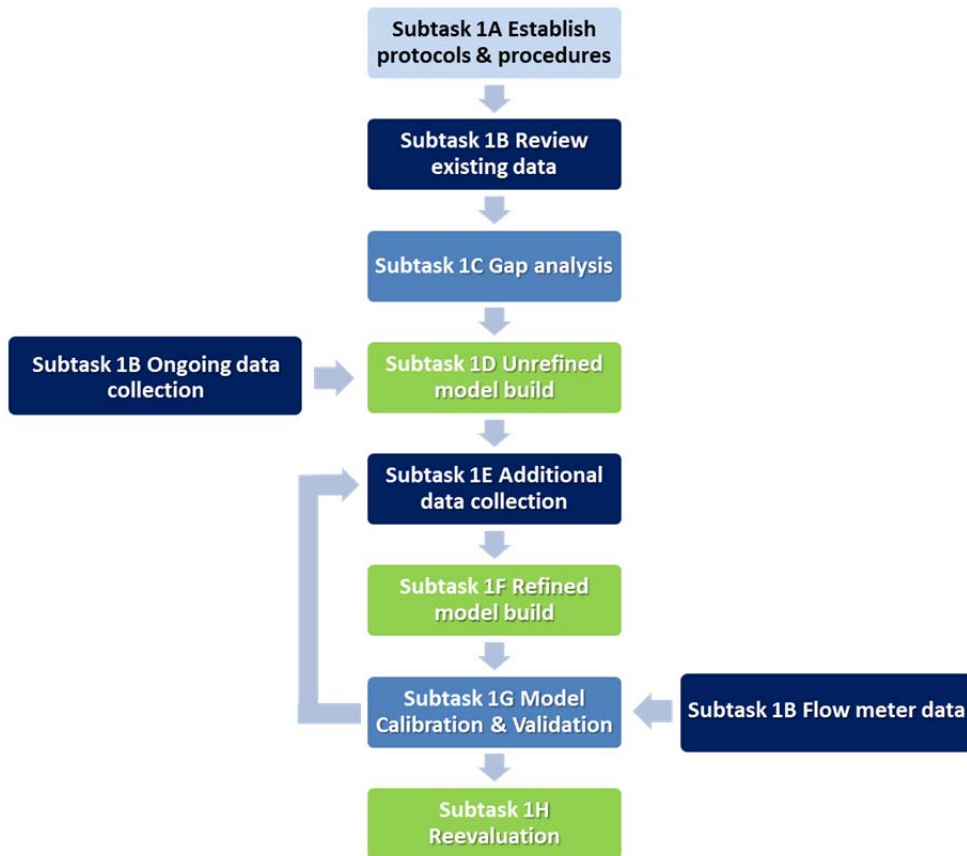 Subtask 1A Establish
protocols & procedures
Subtask 1B Review
existing data
Subtask 1C Gap analysis
Subtask 1B Ongoing data
collection
Subtask 1D Unrefined
model build
Subtask 1E Additional
data collection
Subtask 1F Refined
model build
Subtask 1G Model
Calibration & Validation
Subtask 1B Flow meter data
Subtask 1H
Reevaluation